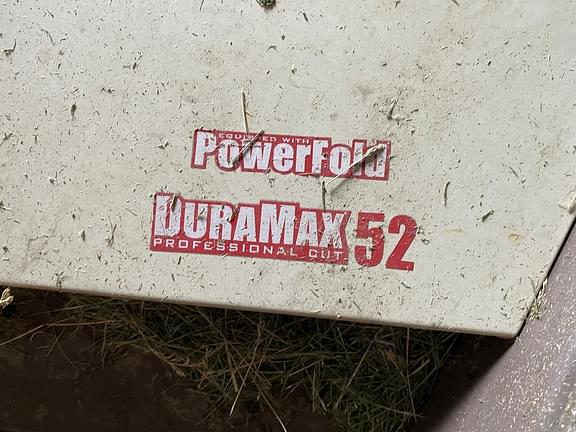 EQUIPPED WITH
PowerFold
DURAMAX 52
PROFESSIONAL CUT